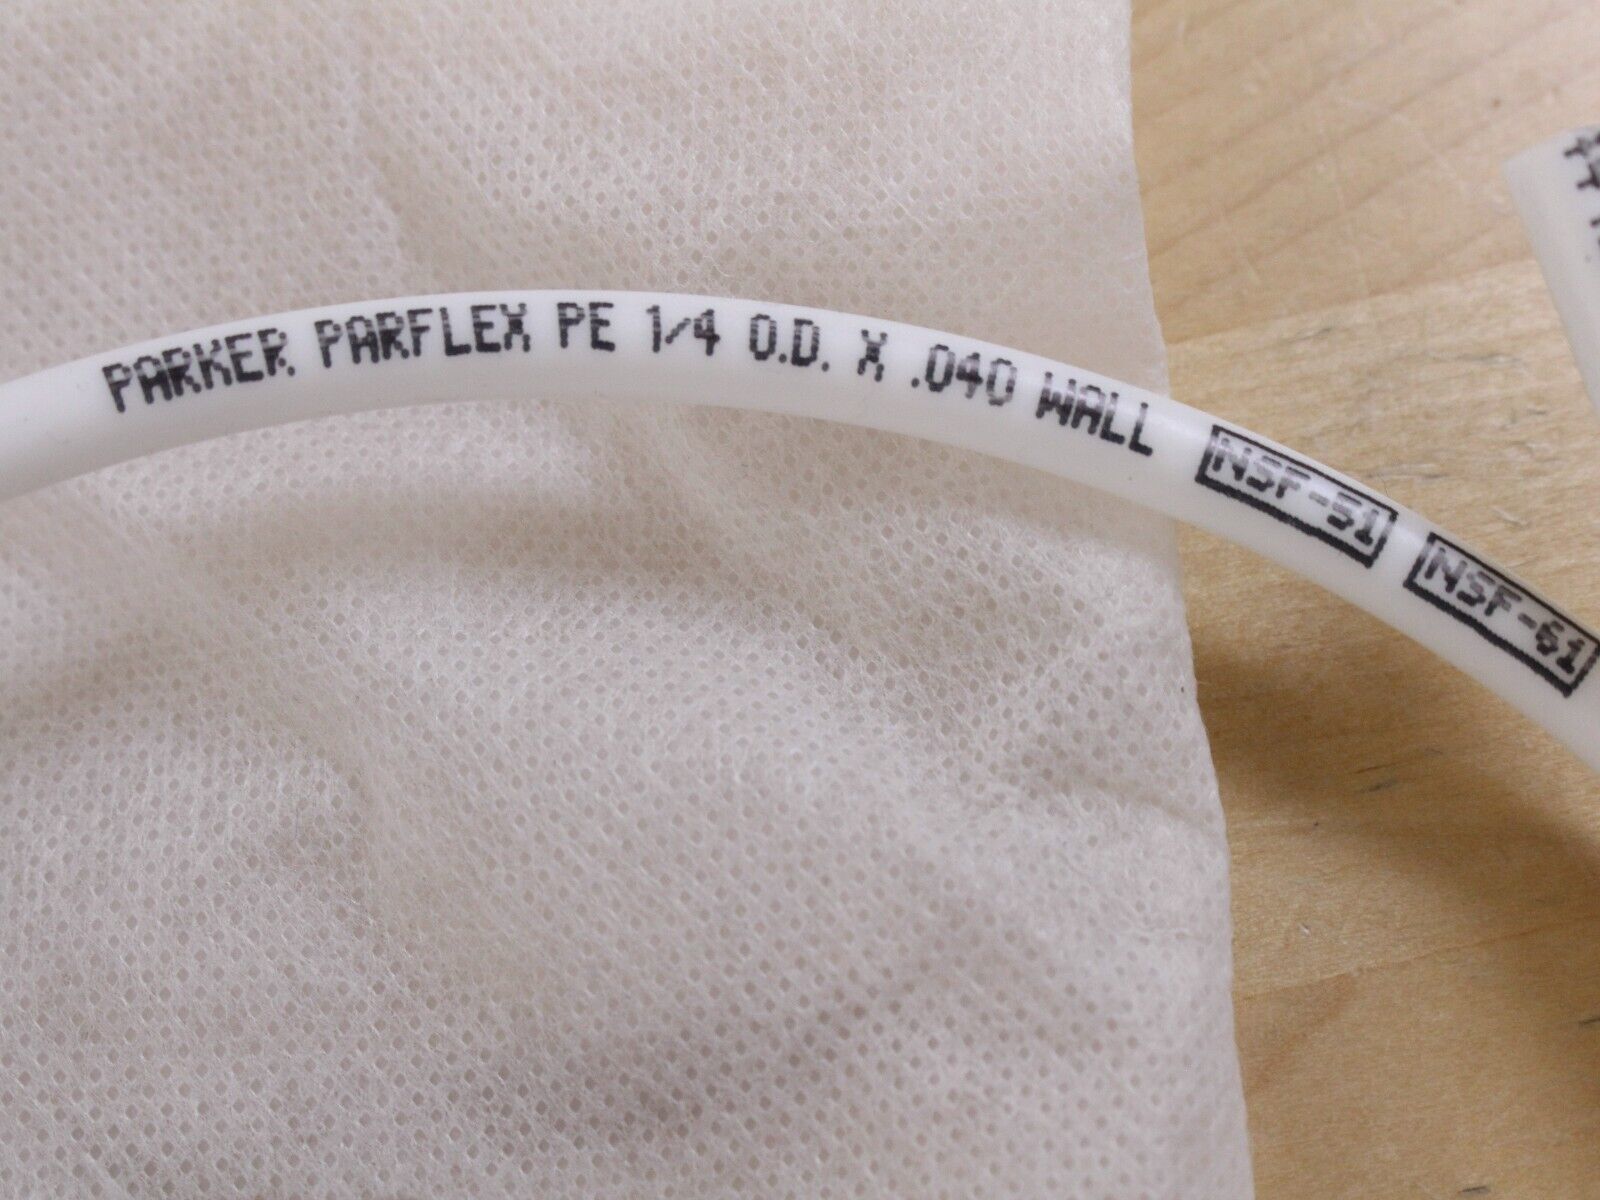 PARKER PARFLEX PE 1/4 O.D. X .040 WALL NSF-51 NSF-61